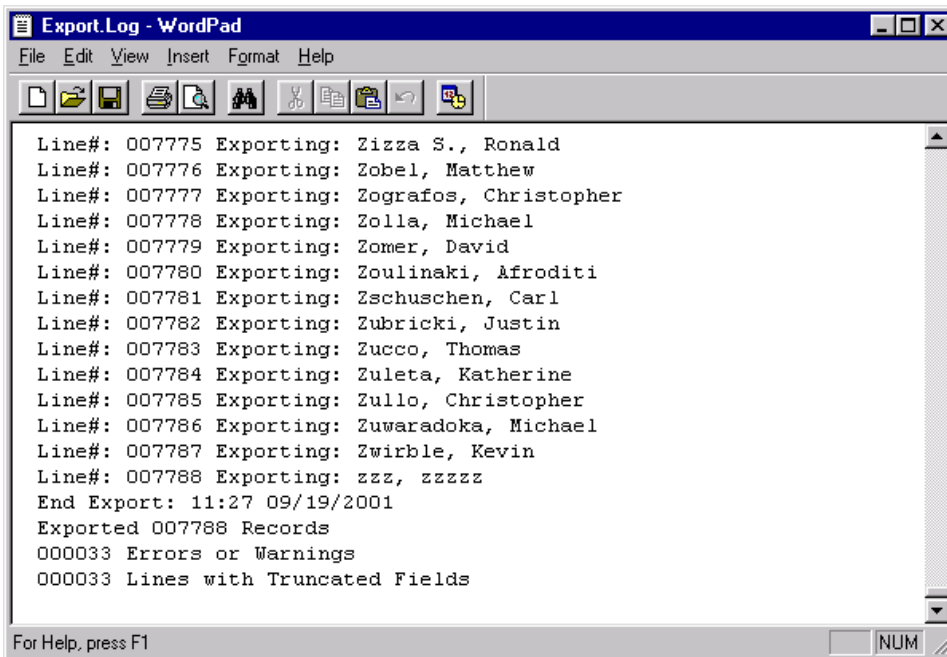 Export.Log - WordPad
File Edit View Insert Format Help
Line#: 007775 Exporting: Zizza S., Ronald
Line#: 007776 Exporting: Zobel, Matthew
Line#: 007777 Exporting: Zografos, Christopher
Line#: 007778 Exporting: Zolla, Michael
Line#: 007779 Exporting: Zomer, David
Line#: 007780 Exporting: Zoulinaki, Afroditi
Line#: 007781 Exporting: Zschuschen, Carl
Line#: 007782 Exporting: Zubricki, Justin
Line#: 007783 Exporting: Zucco, Thomas
Line#: 007784 Exporting: Zuleta, Katherine
Line#: 007785 Exporting: Zullo, Christopher
Line#: 007786 Exporting: Zuwaradoka, Michael
Line#: 007787 Exporting: Zwirble, Kevin
Line#: 007788 Exporting: zzz, zzzzz
End Export: 11:27 09/19/2001
Exported 007788 Records
000033 Errors or Warnings
000033 Lines with Truncated Fields
For Help, press F1 NUM